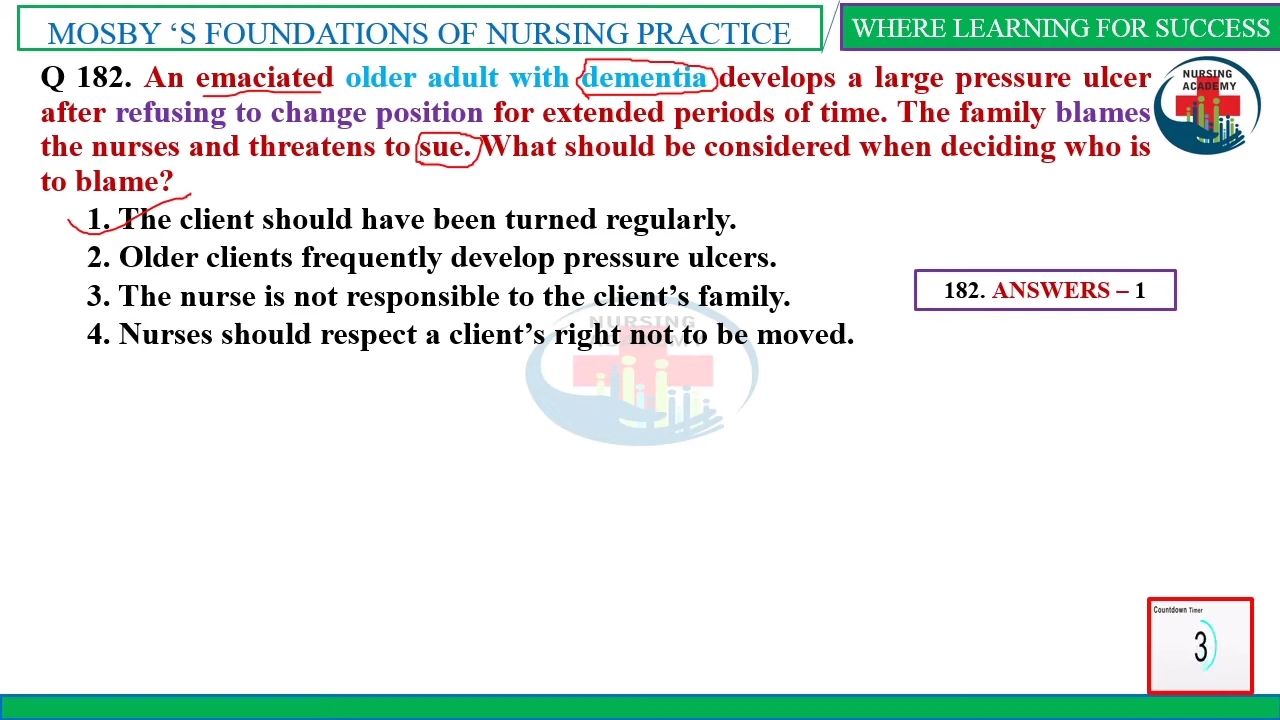 MOSBY ‘S FOUNDATIONS OF NURSING PRACTICE
WHERE LEARNING FOR SUCCESS
Q 182. An emaciated older adult with dementia develops a large pressure ulcer
after refusing to change position for extended periods of time. The family blames
the nurses and threatens to sue. What should be considered when deciding who is
to blame?
NURSING
ACADEMY
1. The client should have been turned regularly.
2. Older clients frequently develop pressure ulcers.
3. The nurse is not responsible to the client’s family.
4. Nurses should respect a client’s right not to be moved.
182. ANSWERS – 1
NURSING
Countdown Timer
3